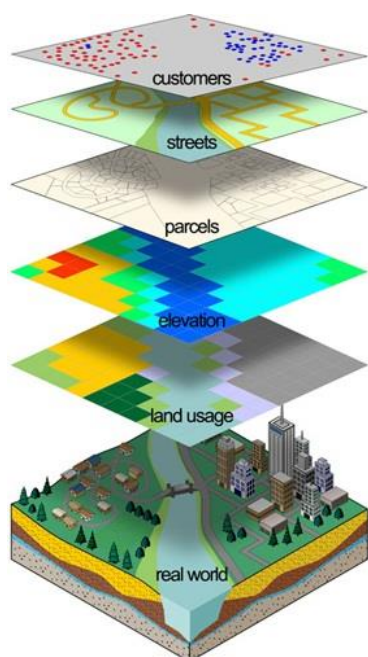 customers
streets
parcels
elevation
land usage
real world